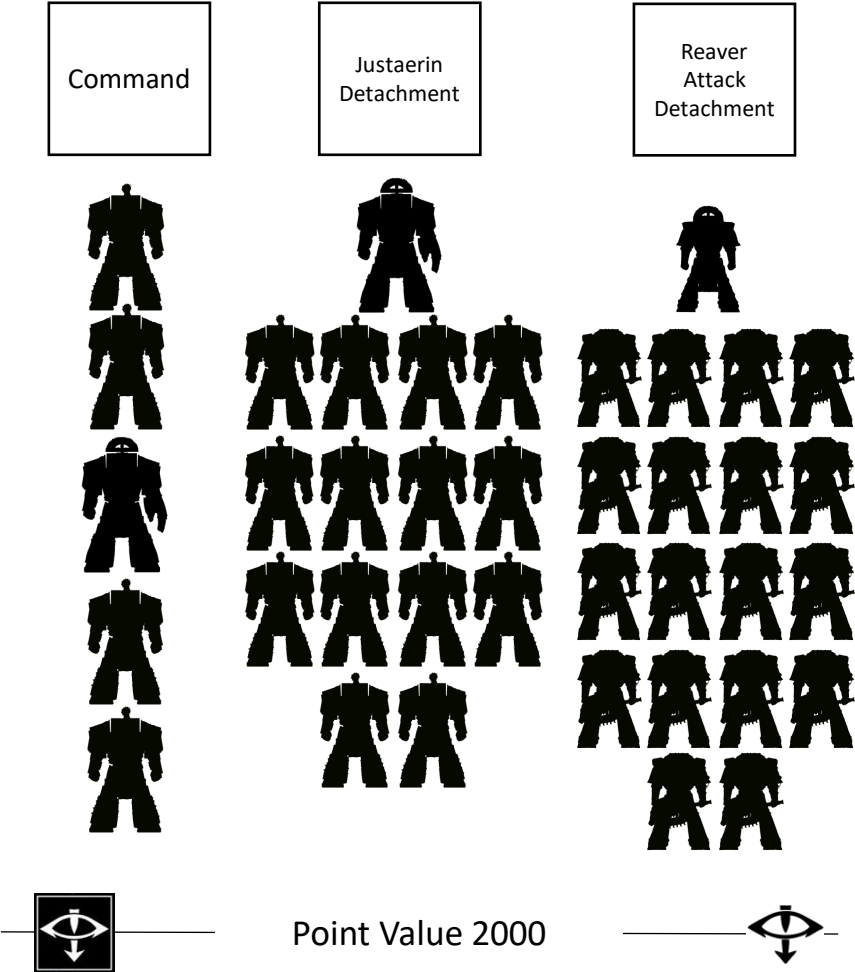 Command
Justaerin
Detachment
Reaver
Attack
Detachment
Point Value 2000